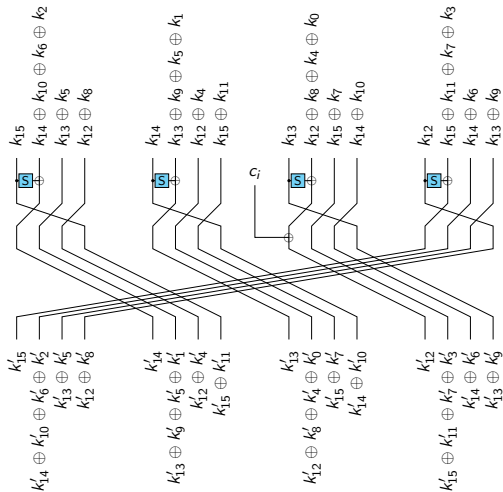 k′₁₅
k₁₅
k′₁₄ ⊕ k′₁₀ ⊕ k′₆ ⊕ k′₂
S
k₁₄ ⊕ k₁₀ ⊕ k₆ ⊕ k₂
k′₁₃ ⊕ k′₅
k₁₃ ⊕ k₅
k′₁₂ ⊕ k′₈
k₁₂ ⊕ k₈
k′₁₄
k₁₄
k′₁₃ ⊕ k′₉ ⊕ k′₅ ⊕ k′₁
S
k₁₃ ⊕ k₉ ⊕ k₅ ⊕ k₁
k′₁₂ ⊕ k′₄
k₁₂ ⊕ k₄
k′₁₅ ⊕ k′₁₁
k₁₅ ⊕ k₁₁
cᵢ
k′₁₃
k₁₃
k′₁₂ ⊕ k′₈ ⊕ k′₄ ⊕ k′₀
S
k₁₂ ⊕ k₈ ⊕ k₄ ⊕ k₀
k′₁₅ ⊕ k′₇
k₁₅ ⊕ k₇
k′₁₄ ⊕ k′₁₀
k₁₄ ⊕ k₁₀
k′₁₂
k₁₂
k′₁₅ ⊕ k′₁₁ ⊕ k′₇ ⊕ k′₃
S
k₁₅ ⊕ k₁₁ ⊕ k₇ ⊕ k₃
k′₁₄ ⊕ k′₆
k₁₄ ⊕ k₆
k′₁₃ ⊕ k′₉
k₁₃ ⊕ k₉